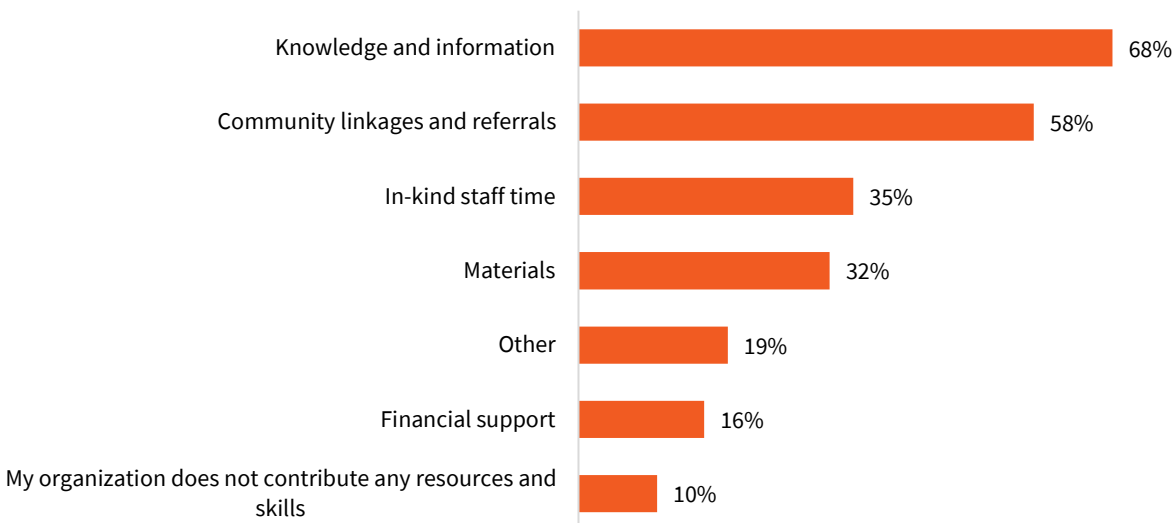 Knowledge and information
68%
Community linkages and referrals
58%
In-kind staff time
35%
Materials
32%
Other
19%
Financial support
16%
My organization does not contribute any resources and
skills
10%